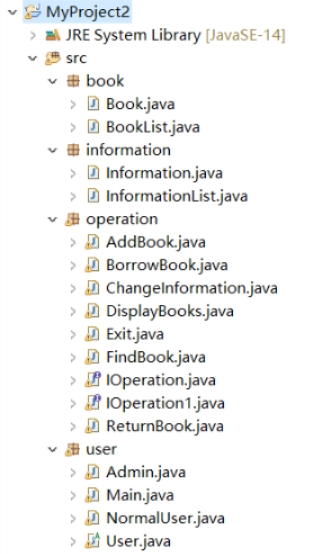 MyProject2
JRE System Library [JavaSE-14]
src
book
Book.java
BookList.java
information
Information.java
InformationList.java
operation
AddBook.java
BorrowBook.java
ChangeInformation.java
DisplayBooks.java
Exit.java
FindBook.java
IOperation.java
IOperation1.java
ReturnBook.java
user
Admin.java
Main.java
NormalUser.java
User.java